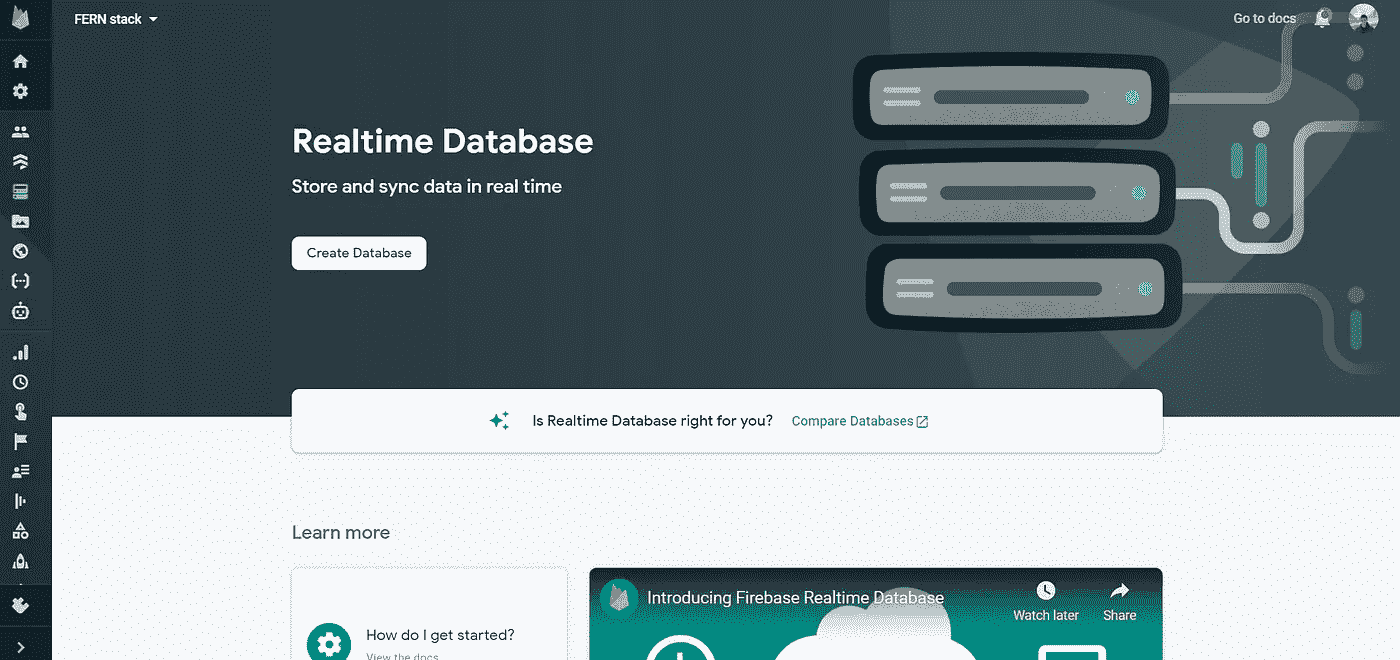 FERN stack
Go to docs
Realtime Database
Store and sync data in real time
Create Database
Is Realtime Database right for you? Compare Databases
Learn more
How do I get started?
View the docs
Introducing Firebase Realtime Database
Watch later
Share